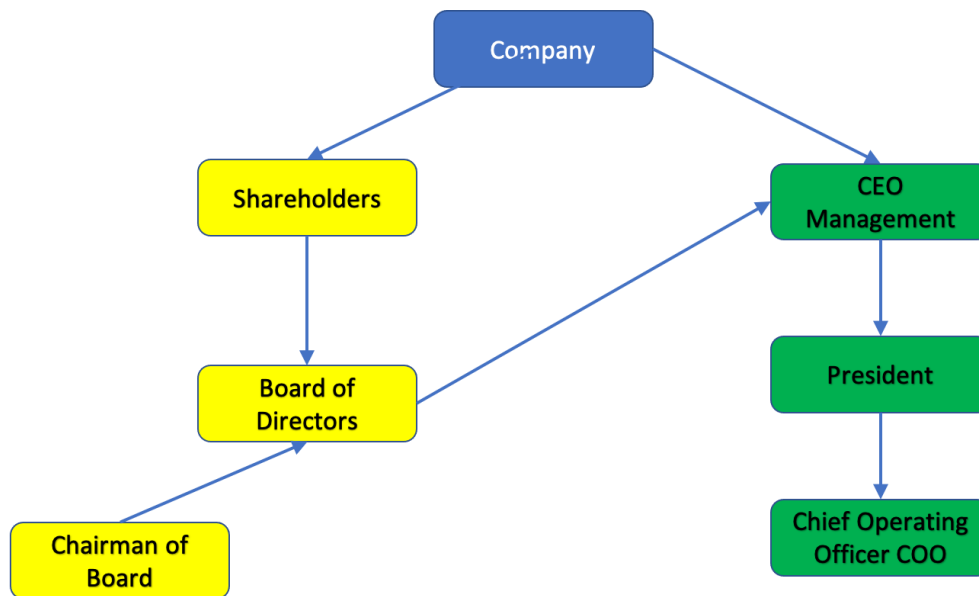 Company
Shareholders
CEO
Management
Board of
Directors
President
Chairman of
Board
Chief Operating
Officer COO